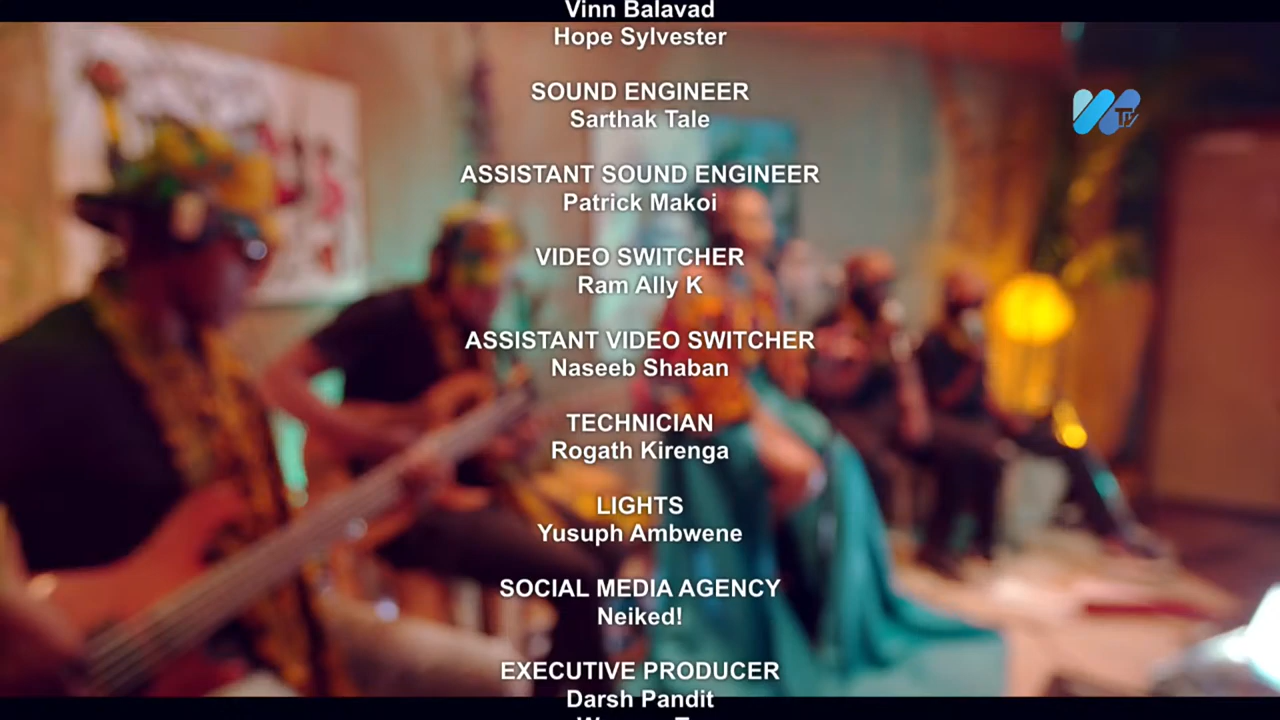 Vinn Balavad
Hope Sylvester
SOUND ENGINEER
Sarthak Tale
ASSISTANT SOUND ENGINEER
Patrick Makoi
VIDEO SWITCHER
Ram Ally K
ASSISTANT VIDEO SWITCHER
Naseeb Shaban
TECHNICIAN
Rogath Kirenga
LIGHTS
Yusuph Ambwene
SOCIAL MEDIA AGENCY
Neiked!
EXECUTIVE PRODUCER
Darsh Pandit
TV